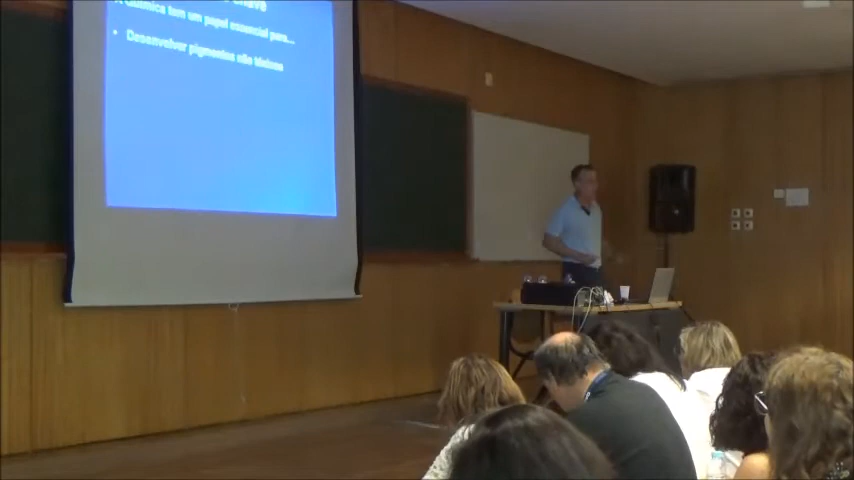 Química tem um papel essencial para...
• Desenvolver pigmentos não tóxicos